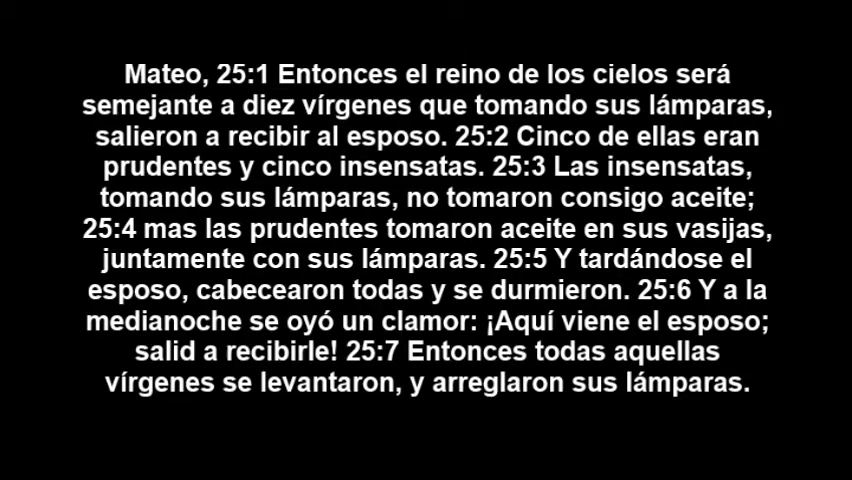 Mateo, 25:1 Entonces el reino de los cielos será
semejante a diez vírgenes que tomando sus lámparas,
salieron a recibir al esposo. 25:2 Cinco de ellas eran
prudentes y cinco insensatas. 25:3 Las insensatas,
tomando sus lámparas, no tomaron consigo aceite;
25:4 mas las prudentes tomaron aceite en sus vasijas,
juntamente con sus lámparas. 25:5 Y tardándose el
esposo, cabecearon todas y se durmieron. 25:6 Y a la
medianoche se oyó un clamor: ¡Aquí viene el esposo;
salid a recibirle! 25:7 Entonces todas aquellas
vírgenes se levantaron, y arreglaron sus lámparas.